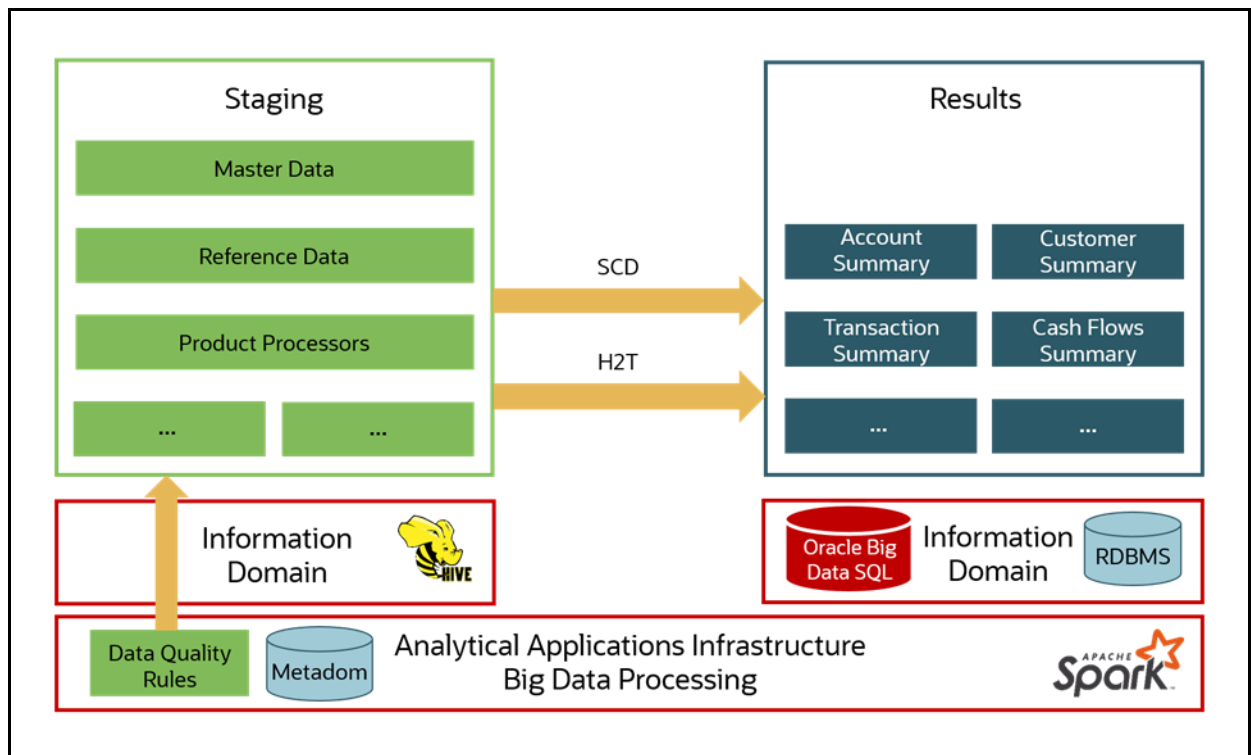 Staging
Master Data
Reference Data
Product Processors
...
...
SCD
H2T
Results
Account
Summary
Customer
Summary
Transaction
Summary
Cash Flows
Summary
...
...
Information
Domain
HIVE
Oracle Big
Data SQL
Information
Domain
RDBMS
Data Quality
Rules
Metadom
Analytical Applications Infrastructure
Big Data Processing
APACHE
Spark™